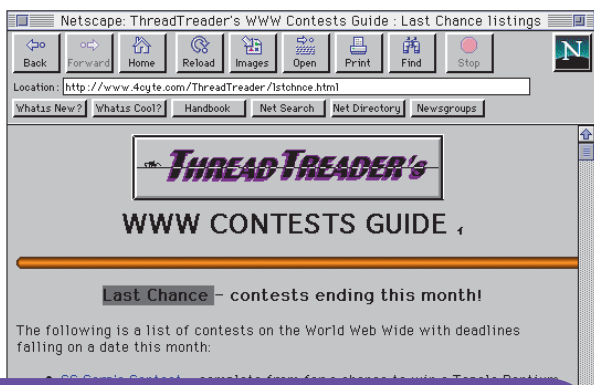 Netscape: ThreadTreader's WWW Contests Guide : Last Chance listings
Back Forward Home Reload Images Open Print Find Stop
N
Location: http://www.4cyte.com/ThreadTreader/lstchnce.html
What's New? What's Cool? Handbook Net Search Net Directory Newsgroups
THREADTREADER'S
WWW CONTESTS GUIDE
Last Chance - contests ending this month!
The following is a list of contests on the World Web Wide with deadlines
falling on a date this month: